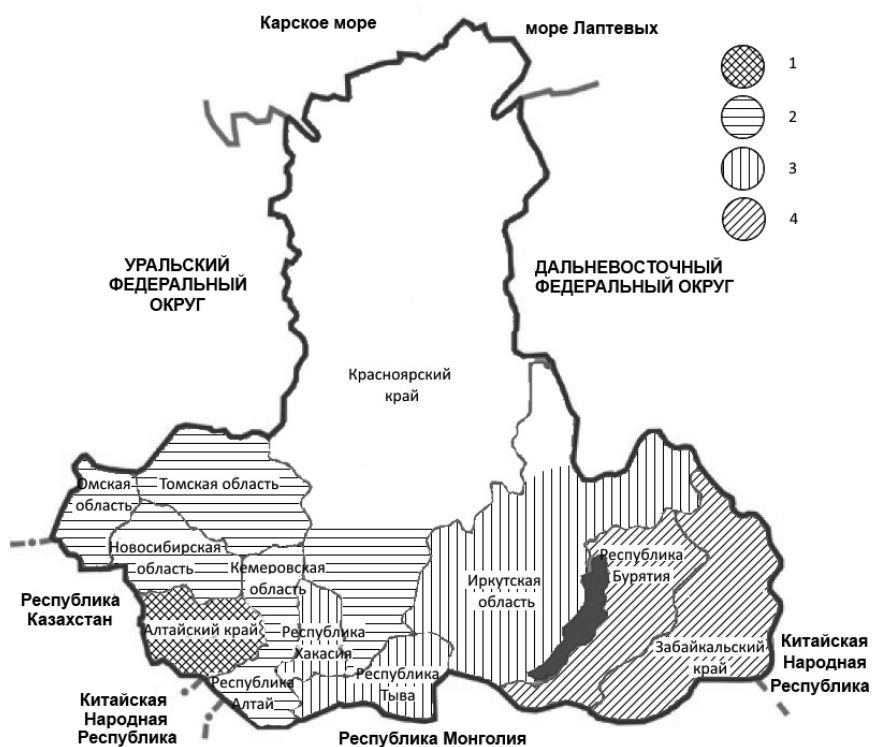 Карское море
море Лаптевых
1
2
3
4
УРАЛЬСКИЙ
ФЕДЕРАЛЬНЫЙ
ОКРУГ
ДАЛЬНЕВОСТОЧНЫЙ
ФЕДЕРАЛЬНЫЙ ОКРУГ
Красноярский
край
Омская
область
Томская область
Новосибирская
область
Кемеровская
область
Иркутская
область
Республика
Бурятия
Республика
Казахстан
Алтайский край
Республика
Хакасия
Забайкальский
край
Китайская
Народная
Республика
Республика
Алтай
Республика
Тыва
Китайская
Народная
Республика
Республика Монголия